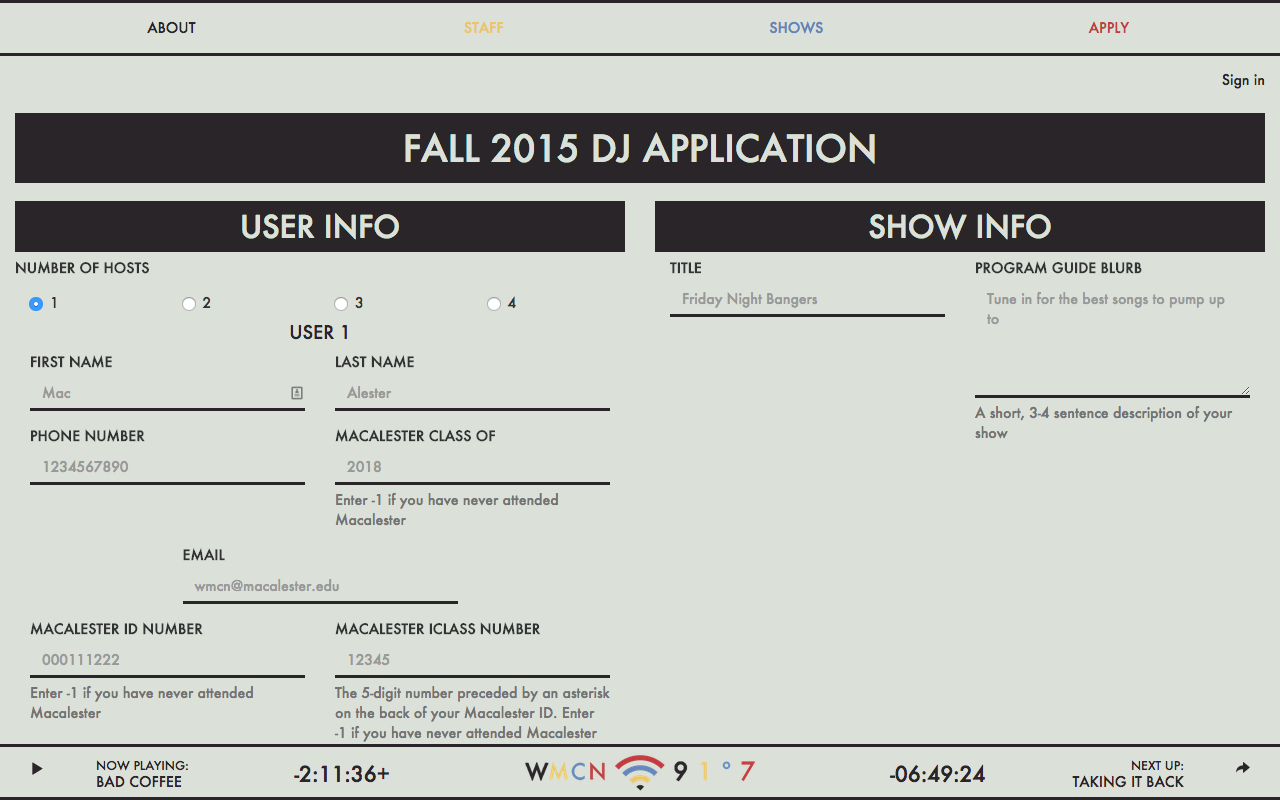 ABOUT STAFF SHOWS APPLY
Sign in
FALL 2015 DJ APPLICATION
USER INFO
NUMBER OF HOSTS
1 2 3 4
USER 1
FIRST NAME LAST NAME
Mac Alester
PHONE NUMBER MACALESTER CLASS OF
1234567890 2018
Enter -1 if you have never attended
Macalester
EMAIL
wmcn@macalester.edu
MACALESTER ID NUMBER MACALESTER ICLASS NUMBER
000111222 12345
Enter -1 if you have never attended
Macalester
The 5-digit number preceded by an asterisk
on the back of your Macalester ID. Enter
-1 if you have never attended Macalester
SHOW INFO
TITLE
Friday Night Bangers
PROGRAM GUIDE BLURB
Tune in for the best songs to pump up
to
A short, 3-4 sentence description of your
show
NOW PLAYING:
BAD COFFEE
-2:11:36+
WMCN 91°7
-06:49:24
NEXT UP:
TAKING IT BACK